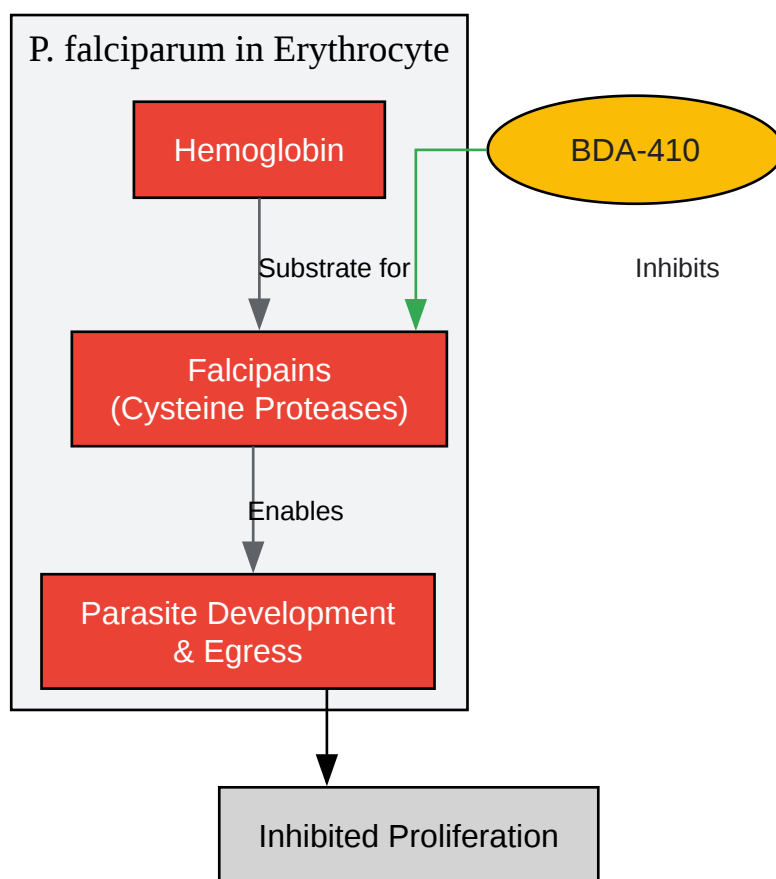 P. falciparum in Erythrocyte
Hemoglobin
BDA-410
Substrate for
Inhibits
Falcipains
(Cysteine Proteases)
Enables
Parasite Development
& Egress
Inhibited Proliferation